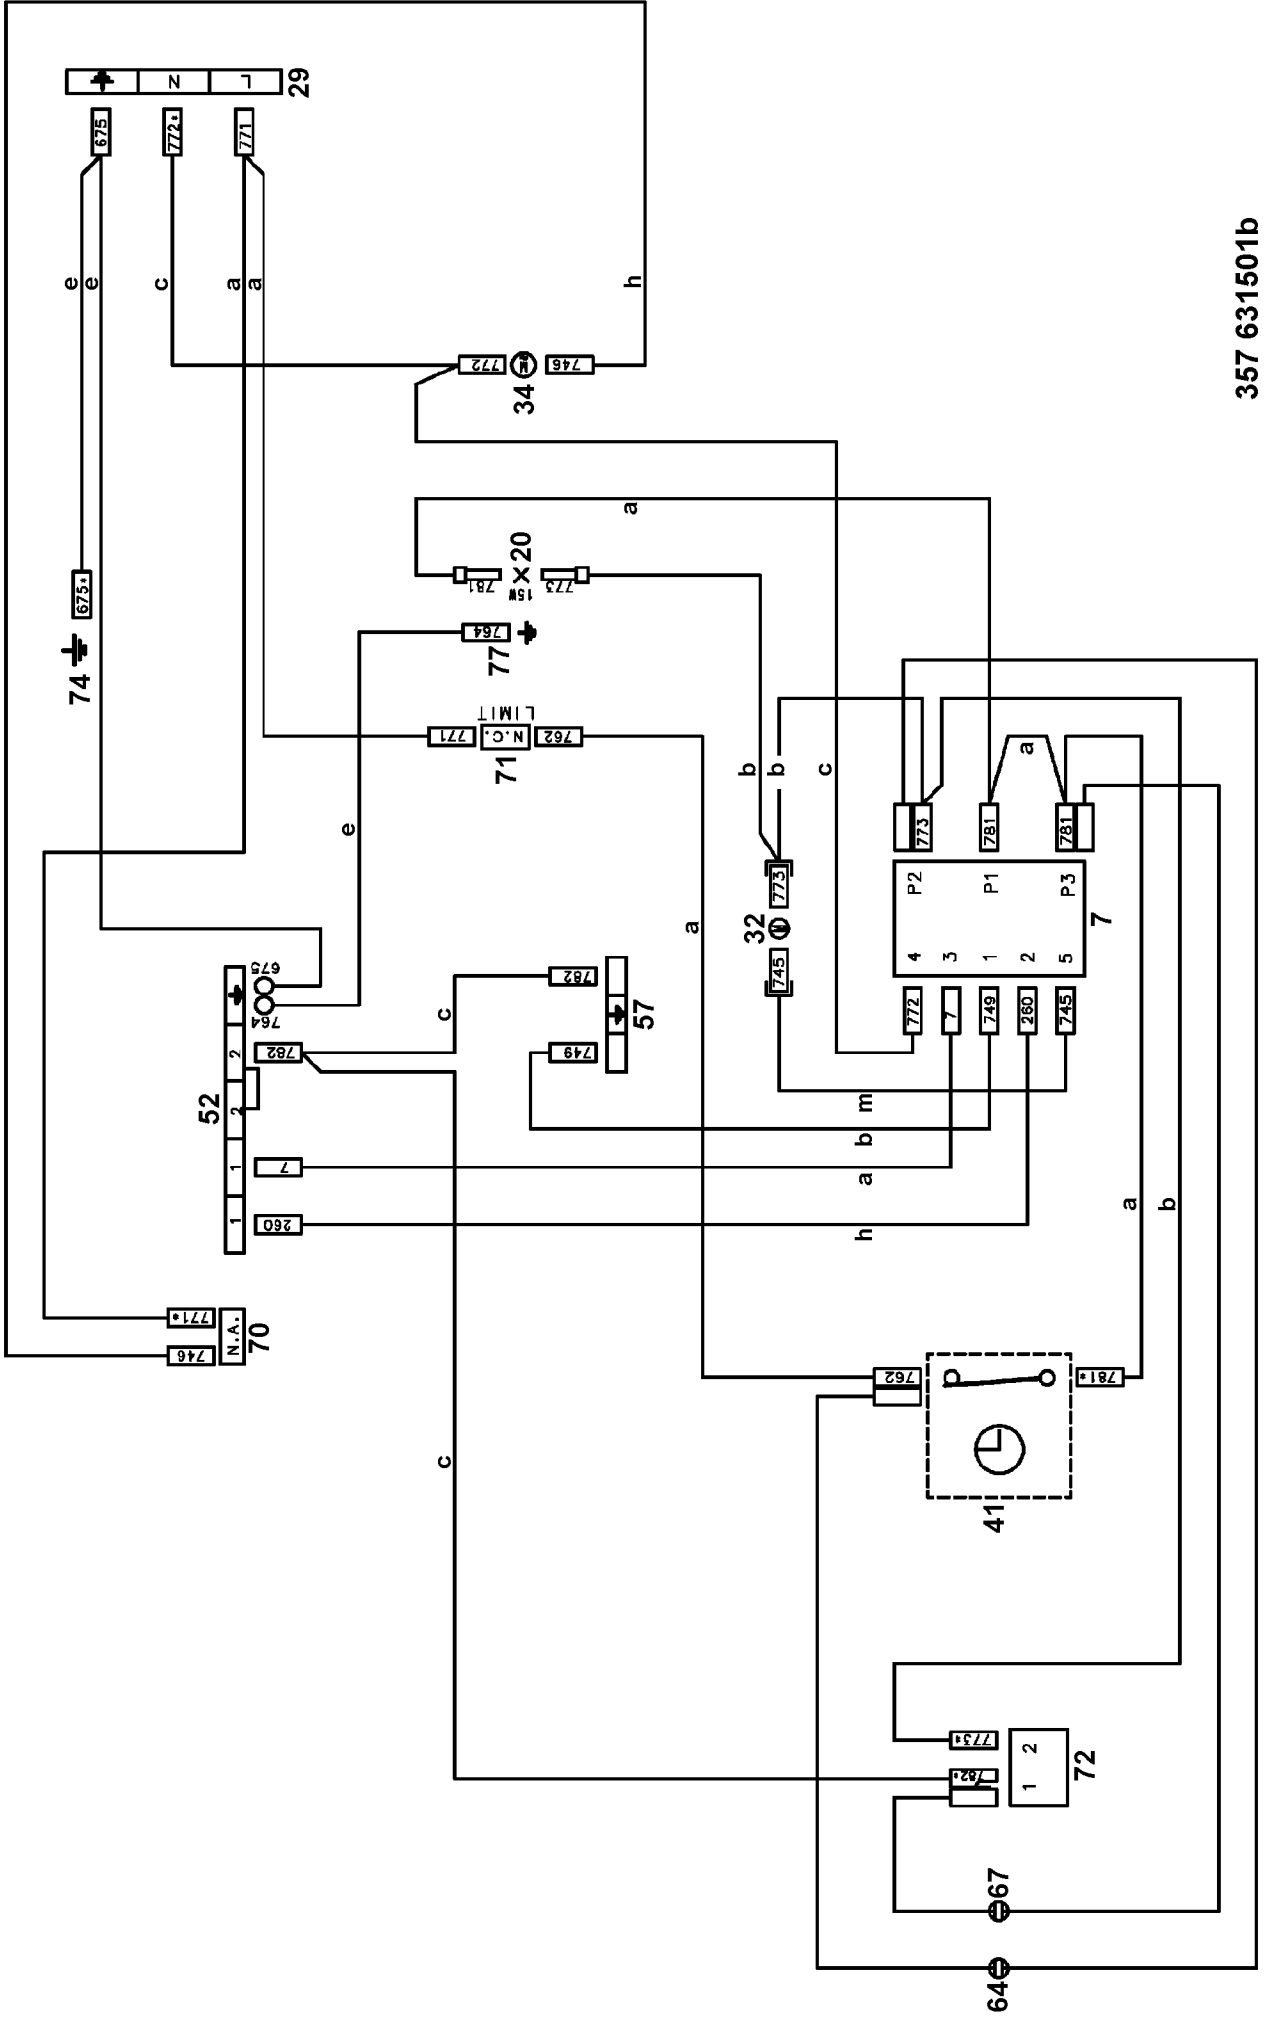 L
N
29
771
772*
675
e
e
c
a
a
h
772
746
34
M
a
781
773
15W
×20
675*
74
764
77
LIMIT
771
N.C.
762
71
e
b
b
c
a
a
773
781
781
P2
P1
P3
4
3
1
2
5
7
772
7
749
260
745
773
32
M
745
675
764
782
2
2
1
1
52
7
260
c
782
749
57
m
b
a
h
a
b
771*
746
N.A.
70
762
781*
41
c
773*
782*
1
2
72
67
64
357 631501b